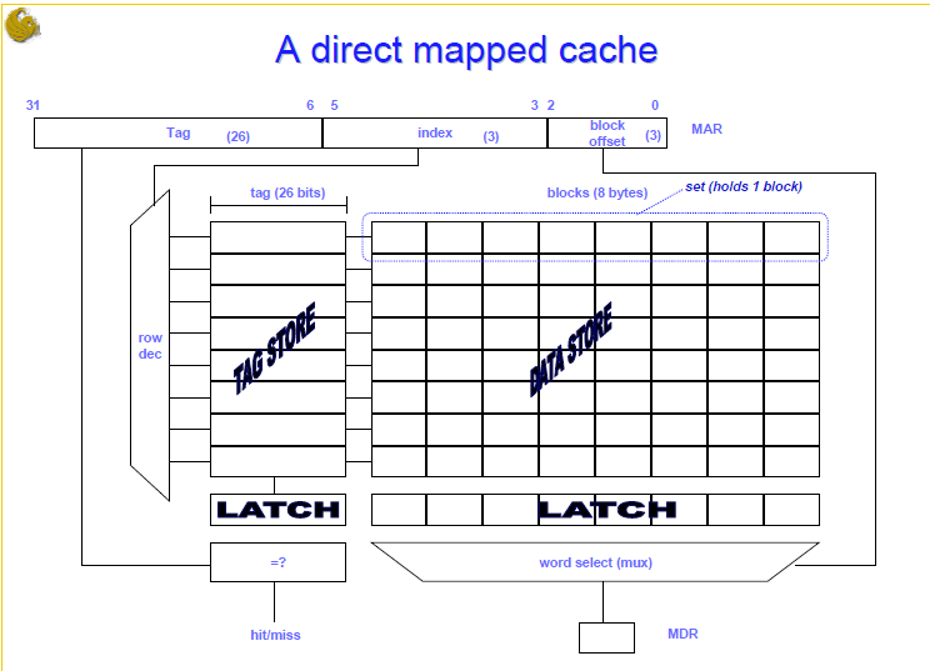 A direct mapped cache
31 6 5 3 2 0
Tag (26) index (3) block offset (3) MAR
tag (26 bits) blocks (8 bytes) set (holds 1 block)
row dec
TAG STORE DATA STORE
LATCH LATCH
=? word select (mux)
hit/miss MDR